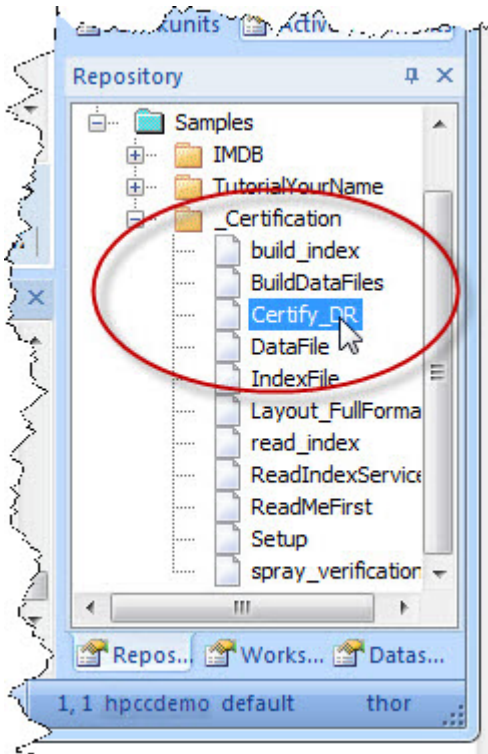 Repository
Samples
IMDB
TutorialYourName
_Certification
build_index
BuildDataFiles
Certify_DR
DataFile
IndexFile
Layout_FullForma
read_index
ReadIndexService
ReadMeFirst
Setup
spray_verification
Repos... Works... Datas...
1, 1 hpccdemo default thor